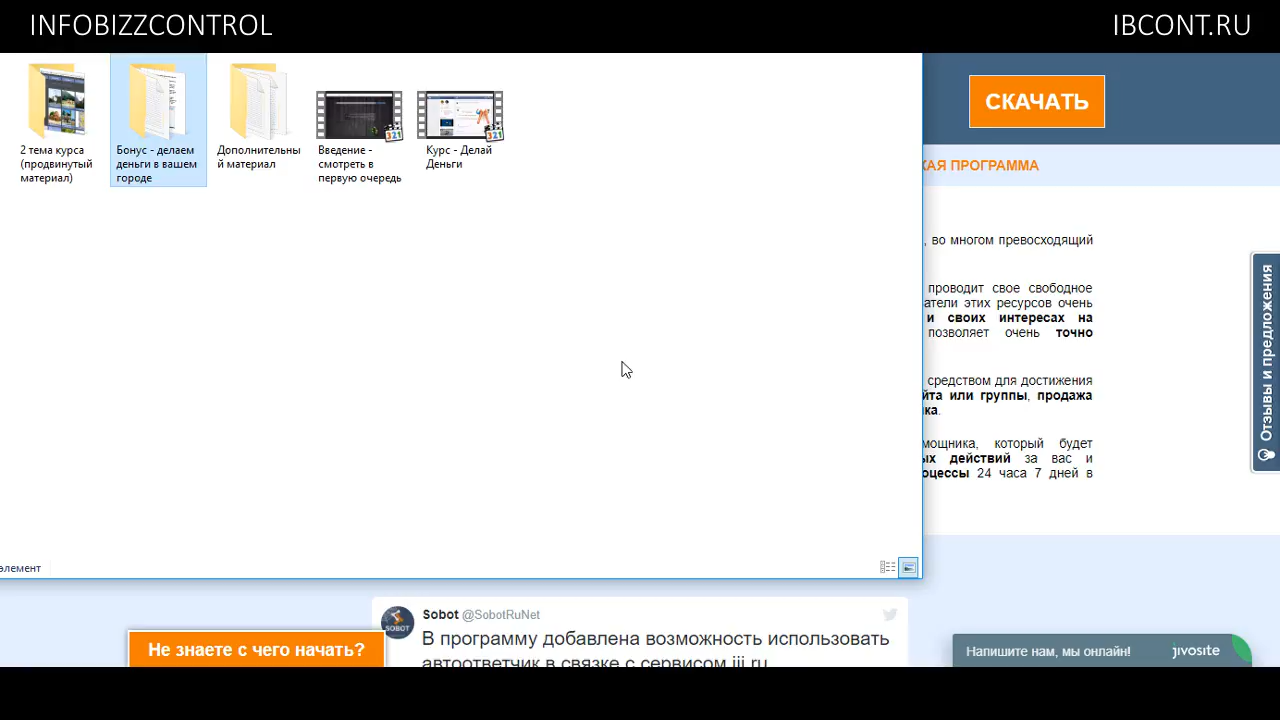 INFOBIZZCONTROL
IBCONT.RU
СКАЧАТЬ
КАЯ ПРОГРАММА
2 тема курса
(продвинутый
материал)
Бонус - делаем
деньги в вашем
городе
Дополнительны
й материал
Введение -
смотреть в
первую очередь
Курс - Делай
Деньги
, во многом превосходящий
проводит свое свободное
атели этих ресурсов очень
и своих интересах на
позволяет очень точно
средством для достижения
йта или группы, продажа
ка.
мощника, который будет
ых действий за вас и
оцессы 24 часа 7 дней в
Отзывы и предложения
элемент
Sobot @SobotRuNet
SOBOT
В программу добавлена возможность использовать
автоответчик в связке с сервисом iii.ru
Не знаете с чего начать?
Напишите нам, мы онлайн!
jivosite